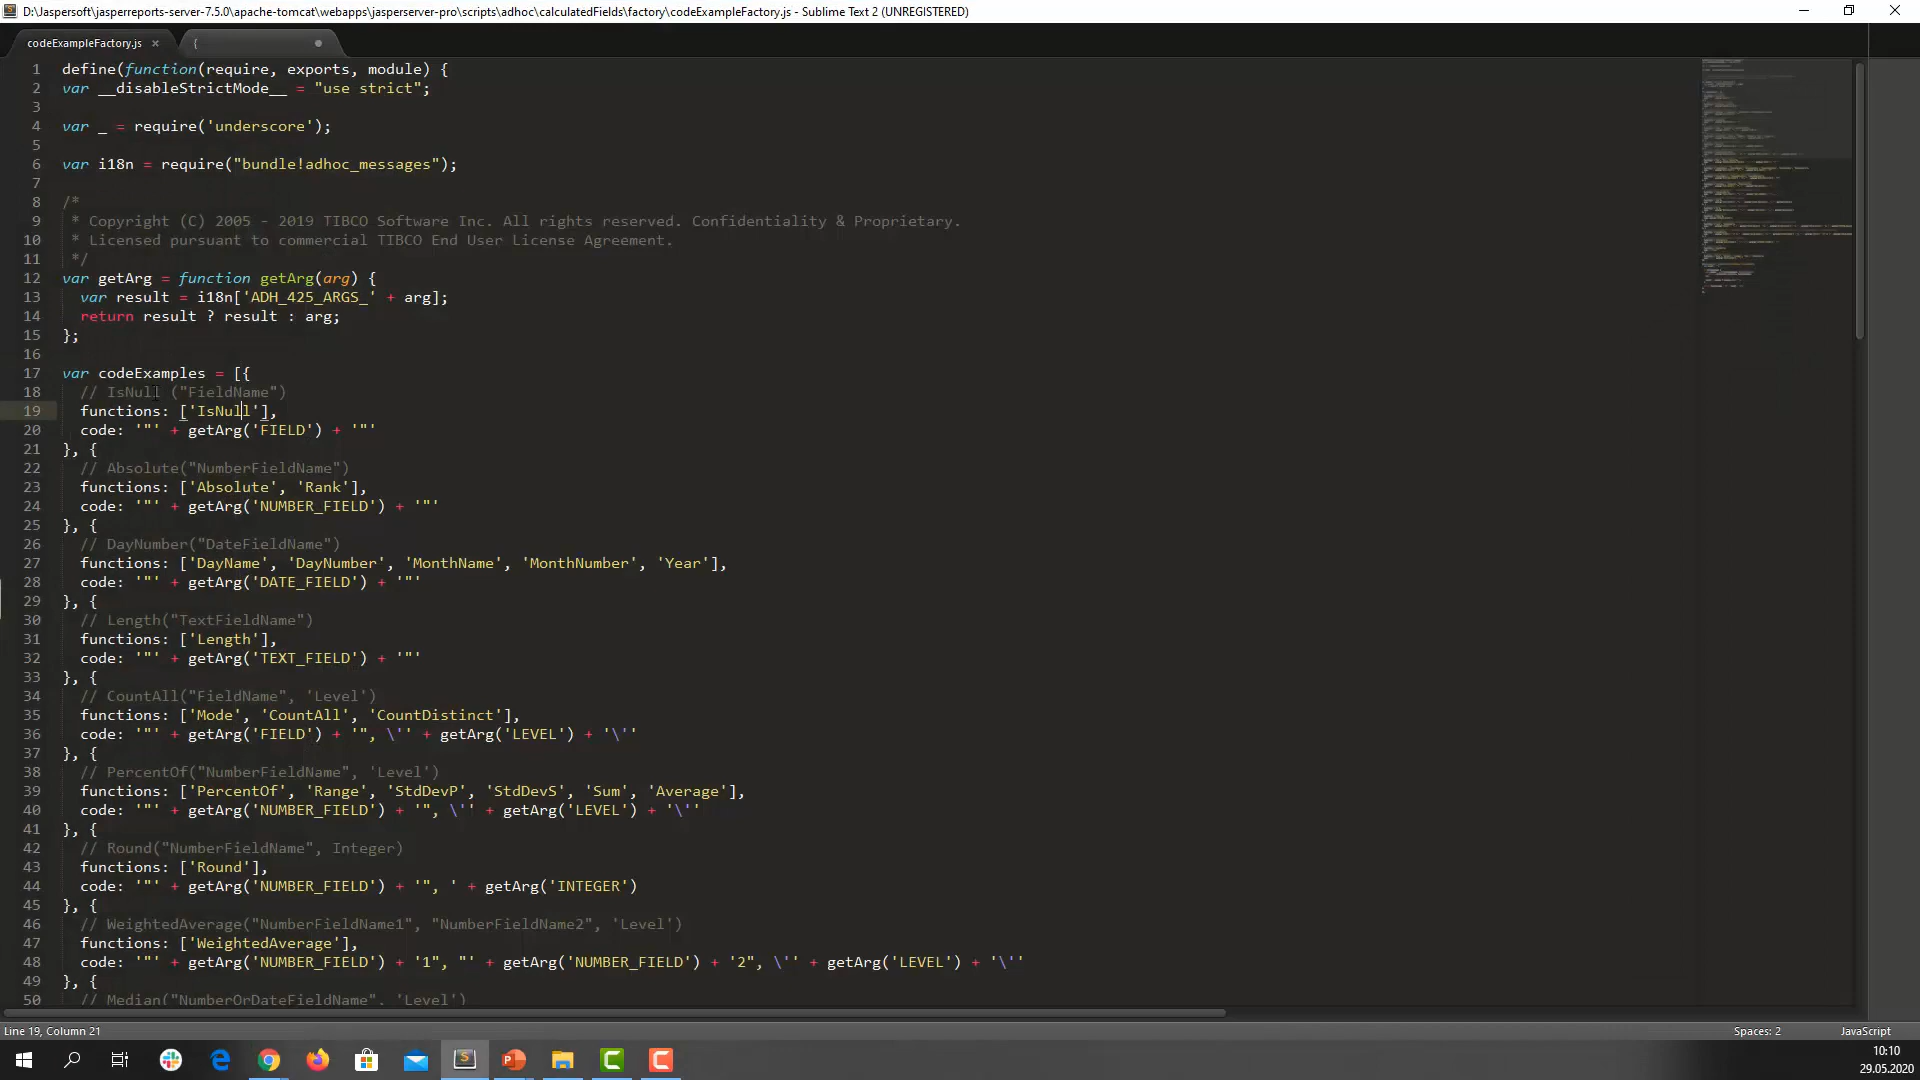 D:\Jaspersoft\jasperreports-server-7.5.0\apache-tomcat\webapps\jasperserver-pro\scripts\adhoc\calculatedFields\factory\codeExampleFactory.js - Sublime Text 2 (UNREGISTERED)
codeExampleFactory.js × {
1 define(function(require, exports, module) {
2 var __disableStrictMode__ = "use strict";
3
4 var _ = require('underscore');
5
6 var i18n = require("bundle!adhoc_messages");
7
8 /*
9 * Copyright (C) 2005 - 2019 TIBCO Software Inc. All rights reserved. Confidentiality & Proprietary.
10 * Licensed pursuant to commercial TIBCO End User License Agreement.
11 */
12 var getArg = function getArg(arg) {
13 var result = i18n['ADH_425_ARGS_' + arg];
14 return result ? result : arg;
15 };
16
17 var codeExamples = [{
18 // IsNull ("FieldName")
19 functions: ['IsNull'],
20 code: '"' + getArg('FIELD') + '"'
21 }, {
22 // Absolute("NumberFieldName")
23 functions: ['Absolute', 'Rank'],
24 code: '"' + getArg('NUMBER_FIELD') + '"'
25 }, {
26 // DayNumber("DateFieldName")
27 functions: ['DayName', 'DayNumber', 'MonthName', 'MonthNumber', 'Year'],
28 code: '"' + getArg('DATE_FIELD') + '"'
29 }, {
30 // Length("TextFieldName")
31 functions: ['Length'],
32 code: '"' + getArg('TEXT_FIELD') + '"'
33 }, {
34 // CountAll("FieldName", 'Level')
35 functions: ['Mode', 'CountAll', 'CountDistinct'],
36 code: '"' + getArg('FIELD') + '", \'' + getArg('LEVEL') + '\''
37 }, {
38 // PercentOf("NumberFieldName", 'Level')
39 functions: ['PercentOf', 'Range', 'StdDevP', 'StdDevS', 'Sum', 'Average'],
40 code: '"' + getArg('NUMBER_FIELD') + '", \'' + getArg('LEVEL') + '\''
41 }, {
42 // Round("NumberFieldName", Integer)
43 functions: ['Round'],
44 code: '"' + getArg('NUMBER_FIELD') + '", ' + getArg('INTEGER')
45 }, {
46 // WeightedAverage("NumberFieldName1", "NumberFieldName2", 'Level')
47 functions: ['WeightedAverage'],
48 code: '"' + getArg('NUMBER_FIELD') + '1", "' + getArg('NUMBER_FIELD') + '2", \'' + getArg('LEVEL') + '\''
49 }, {
50 // Median("NumberOrDateFieldName", 'Level')
Line 19, Column 21 Spaces: 2 JavaScript
10:10
29.05.2020